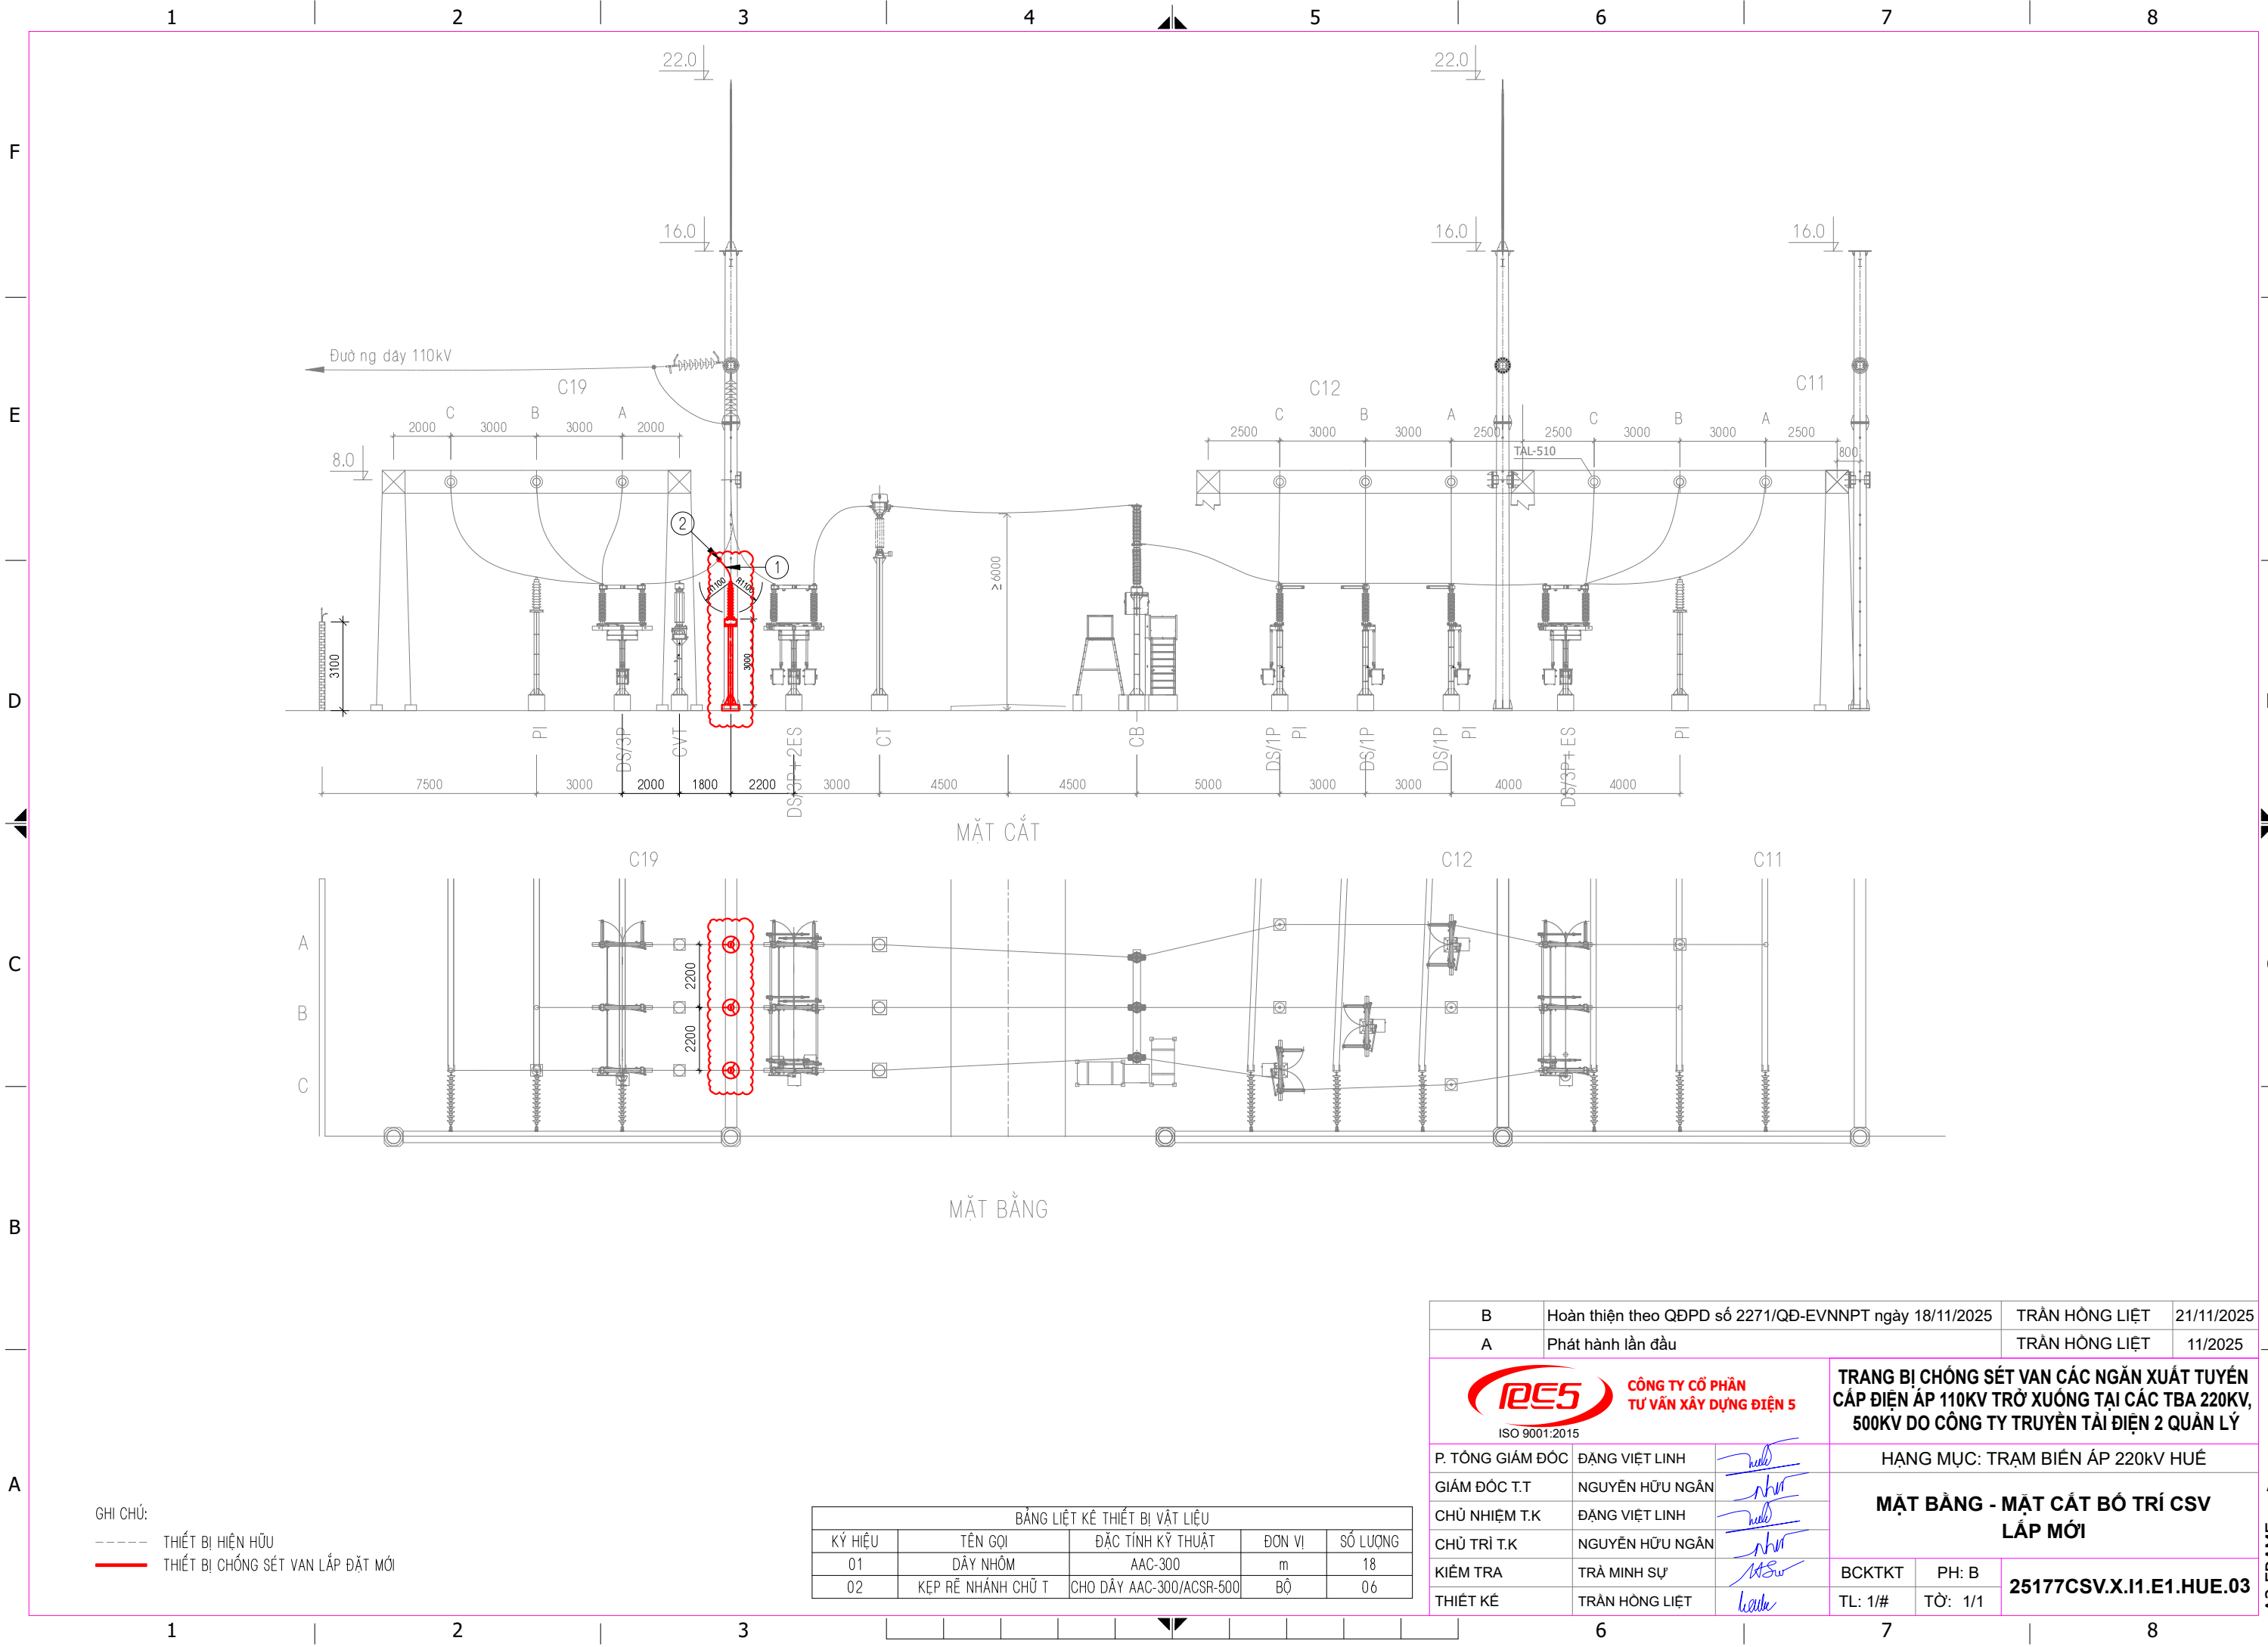 1 2 3 4 5 6 7 8
F
E
D
C
B
A
22.0
22.0
16.0
16.0
16.0
Đường dây 110kV
C19
C12
C11
C B A
2000 3000 3000 2000
C B A C B A
2500 3000 3000 2500 2500 3000 3000 2500
TAL-510
800
8.0
2
1
R1100 R1100
≥6000
3100
3000
PI DS/3P CVT DS/3P+2ES CT CB DS/1P PI DS/1P DS/1P PI DS/3P+ES PI
7500 3000 2000 1800 2200 3000 4500 4500 5000 3000 3000 4000 4000
MẶT CẮT
C19 C12 C11
A
2200
B
2200
C
MẶT BẰNG
GHI CHÚ:
THIẾT BỊ HIỆN HỮU
THIẾT BỊ CHỐNG SÉT VAN LẮP ĐẶT MỚI
BẢNG LIỆT KÊ THIẾT BỊ VẬT LIỆU
KÝ HIỆU TÊN GỌI ĐẶC TÍNH KỸ THUẬT ĐƠN VỊ SỐ LƯỢNG
01 DÂY NHÔM AAC-300 m 18
02 KẸP RẼ NHÁNH CHỮ T CHO DÂY AAC-300/ACSR-500 BỘ 06
B Hoàn thiện theo QĐPD số 2271/QĐ-EVNNPT ngày 18/11/2025 TRẦN HỒNG LIỆT 21/11/2025
A Phát hành lần đầu TRẦN HỒNG LIỆT 11/2025
PEC5
CÔNG TY CỔ PHẦN
TƯ VẤN XÂY DỰNG ĐIỆN 5
ISO 9001:2015
TRANG BỊ CHỐNG SÉT VAN CÁC NGĂN XUẤT TUYẾN
CẤP ĐIỆN ÁP 110KV TRỞ XUỐNG TẠI CÁC TBA 220KV,
500KV DO CÔNG TY TRUYỀN TẢI ĐIỆN 2 QUẢN LÝ
P. TỔNG GIÁM ĐỐC ĐẶNG VIỆT LINH
GIÁM ĐỐC T.T NGUYỄN HỮU NGÂN
CHỦ NHIỆM T.K ĐẶNG VIỆT LINH
CHỦ TRÌ T.K NGUYỄN HỮU NGÂN
KIỂM TRA TRÀ MINH SỰ
THIẾT KẾ TRẦN HỒNG LIỆT
HẠNG MỤC: TRẠM BIẾN ÁP 220kV HUẾ
MẶT BẰNG - MẶT CẮT BỐ TRÍ CSV
LẮP MỚI
BCKTKT PH: B
25177CSV.X.I1.E1.HUE.03
TL: 1/# TỜ: 1/1
1 2 3 6 7 8